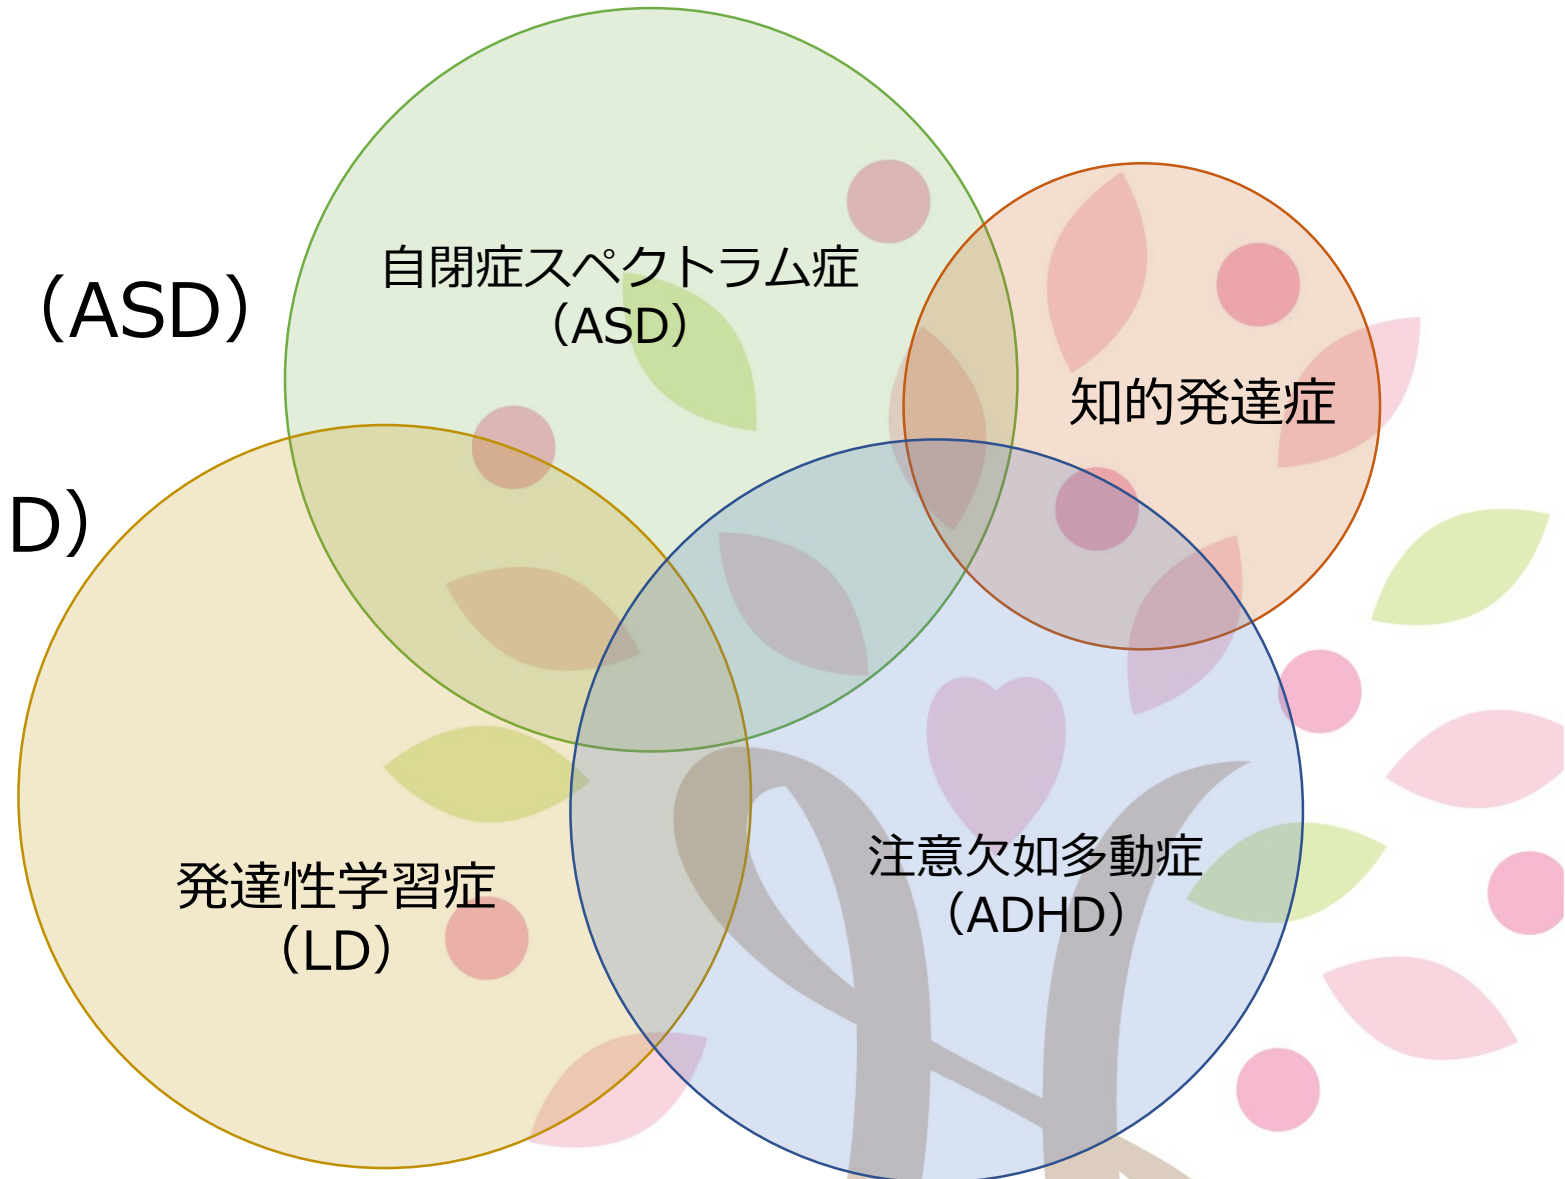 自閉症スペクトラム症
（ASD）
（ASD）
知的発達症
D）
発達性学習症
（LD）
注意欠如多動症
（ADHD）